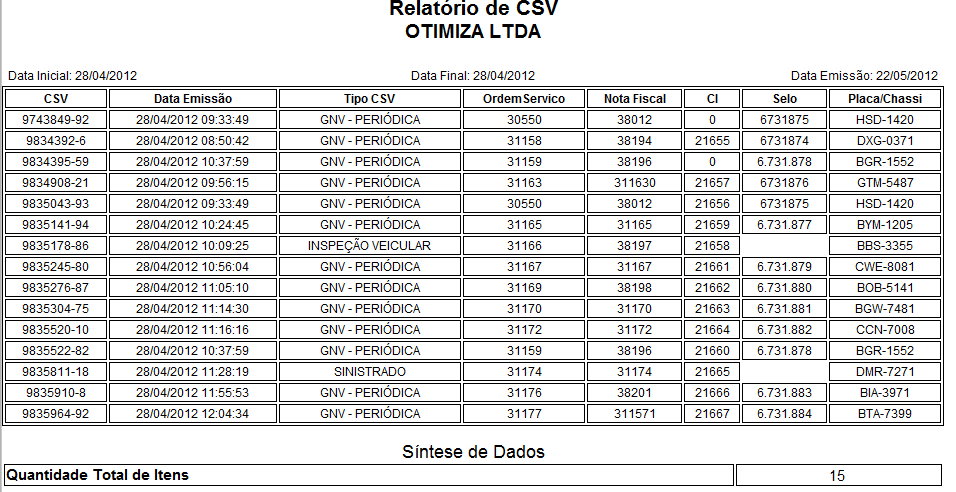 Relatório de CSV
OTIMIZA LTDA
Data Inicial: 28/04/2012 Data Final: 28/04/2012 Data Emissão: 22/05/2012
CSV Data Emissão Tipo CSV OrdemServico Nota Fiscal CI Selo Placa/Chassi
9743849-92 28/04/2012 09:33:49 GNV - PERIÓDICA 30550 38012 0 6731875 HSD-1420
9834392-6 28/04/2012 08:50:42 GNV - PERIÓDICA 31158 38194 21655 6731874 DXG-0371
9834395-59 28/04/2012 10:37:59 GNV - PERIÓDICA 31159 38196 0 6.731.878 BGR-1552
9834908-21 28/04/2012 09:56:15 GNV - PERIÓDICA 31163 311630 21657 6731876 GTM-5487
9835043-93 28/04/2012 09:33:49 GNV - PERIÓDICA 30550 38012 21656 6731875 HSD-1420
9835141-94 28/04/2012 10:24:45 GNV - PERIÓDICA 31165 31165 21659 6.731.877 BYM-1205
9835178-86 28/04/2012 10:09:25 INSPEÇÃO VEICULAR 31166 38197 21658 BBS-3355
9835245-80 28/04/2012 10:56:04 GNV - PERIÓDICA 31167 31167 21661 6.731.879 CWE-8081
9835276-87 28/04/2012 11:05:10 GNV - PERIÓDICA 31169 38198 21662 6.731.880 BOB-5141
9835304-75 28/04/2012 11:14:30 GNV - PERIÓDICA 31170 31170 21663 6.731.881 BGW-7481
9835520-10 28/04/2012 11:16:16 GNV - PERIÓDICA 31172 31172 21664 6.731.882 CCN-7008
9835522-82 28/04/2012 10:37:59 GNV - PERIÓDICA 31159 38196 21660 6.731.878 BGR-1552
9835811-18 28/04/2012 11:28:19 SINISTRADO 31174 31174 21665 DMR-7271
9835910-8 28/04/2012 11:55:53 GNV - PERIÓDICA 31176 38201 21666 6.731.883 BIA-3971
9835964-92 28/04/2012 12:04:34 GNV - PERIÓDICA 31177 311571 21667 6.731.884 BTA-7399
Síntese de Dados
Quantidade Total de Itens 15